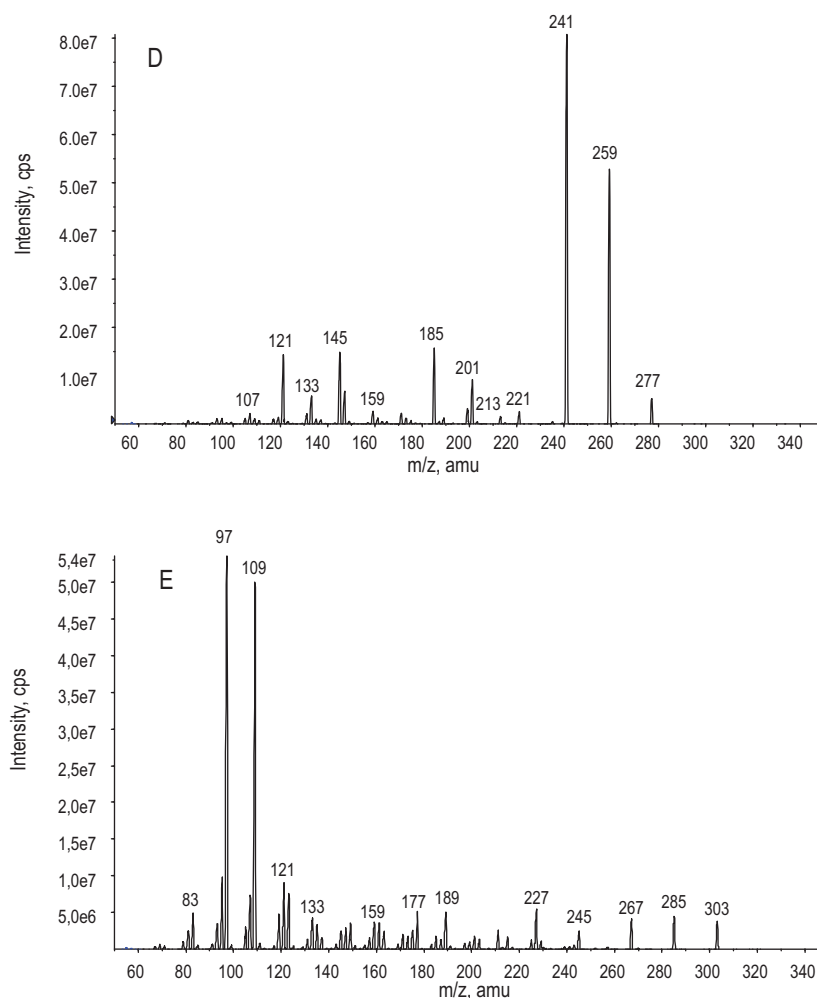 D
Intensity, cps
8.0e7
7.0e7
6.0e7
5.0e7
4.0e7
3.0e7
2.0e7
1.0e7
241
259
277
121
145
185
201
107
133
159
213
221
60 80 100 120 140 160 180 200 220 240 260 280 300 320 340
m/z, amu
E
Intensity, cps
5,4e7
5,0e7
4,5e7
4,0e7
3,5e7
3,0e7
2,5e7
2,0e7
1,5e7
1,0e7
5,0e6
97
109
83
121
133
159
177
189
227
245
267
285
303
60 80 100 120 140 160 180 200 220 240 260 280 300 320 340
m/z, amu